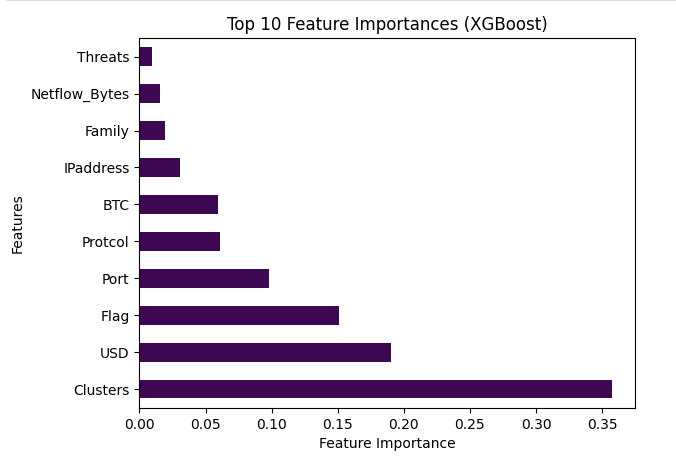 Top 10 Feature Importances (XGBoost)
Threats
Netflow_Bytes
Family
IPaddress
BTC
Protcol
Port
Flag
USD
Clusters
Features
0.00 0.05 0.10 0.15 0.20 0.25 0.30 0.35
Feature Importance